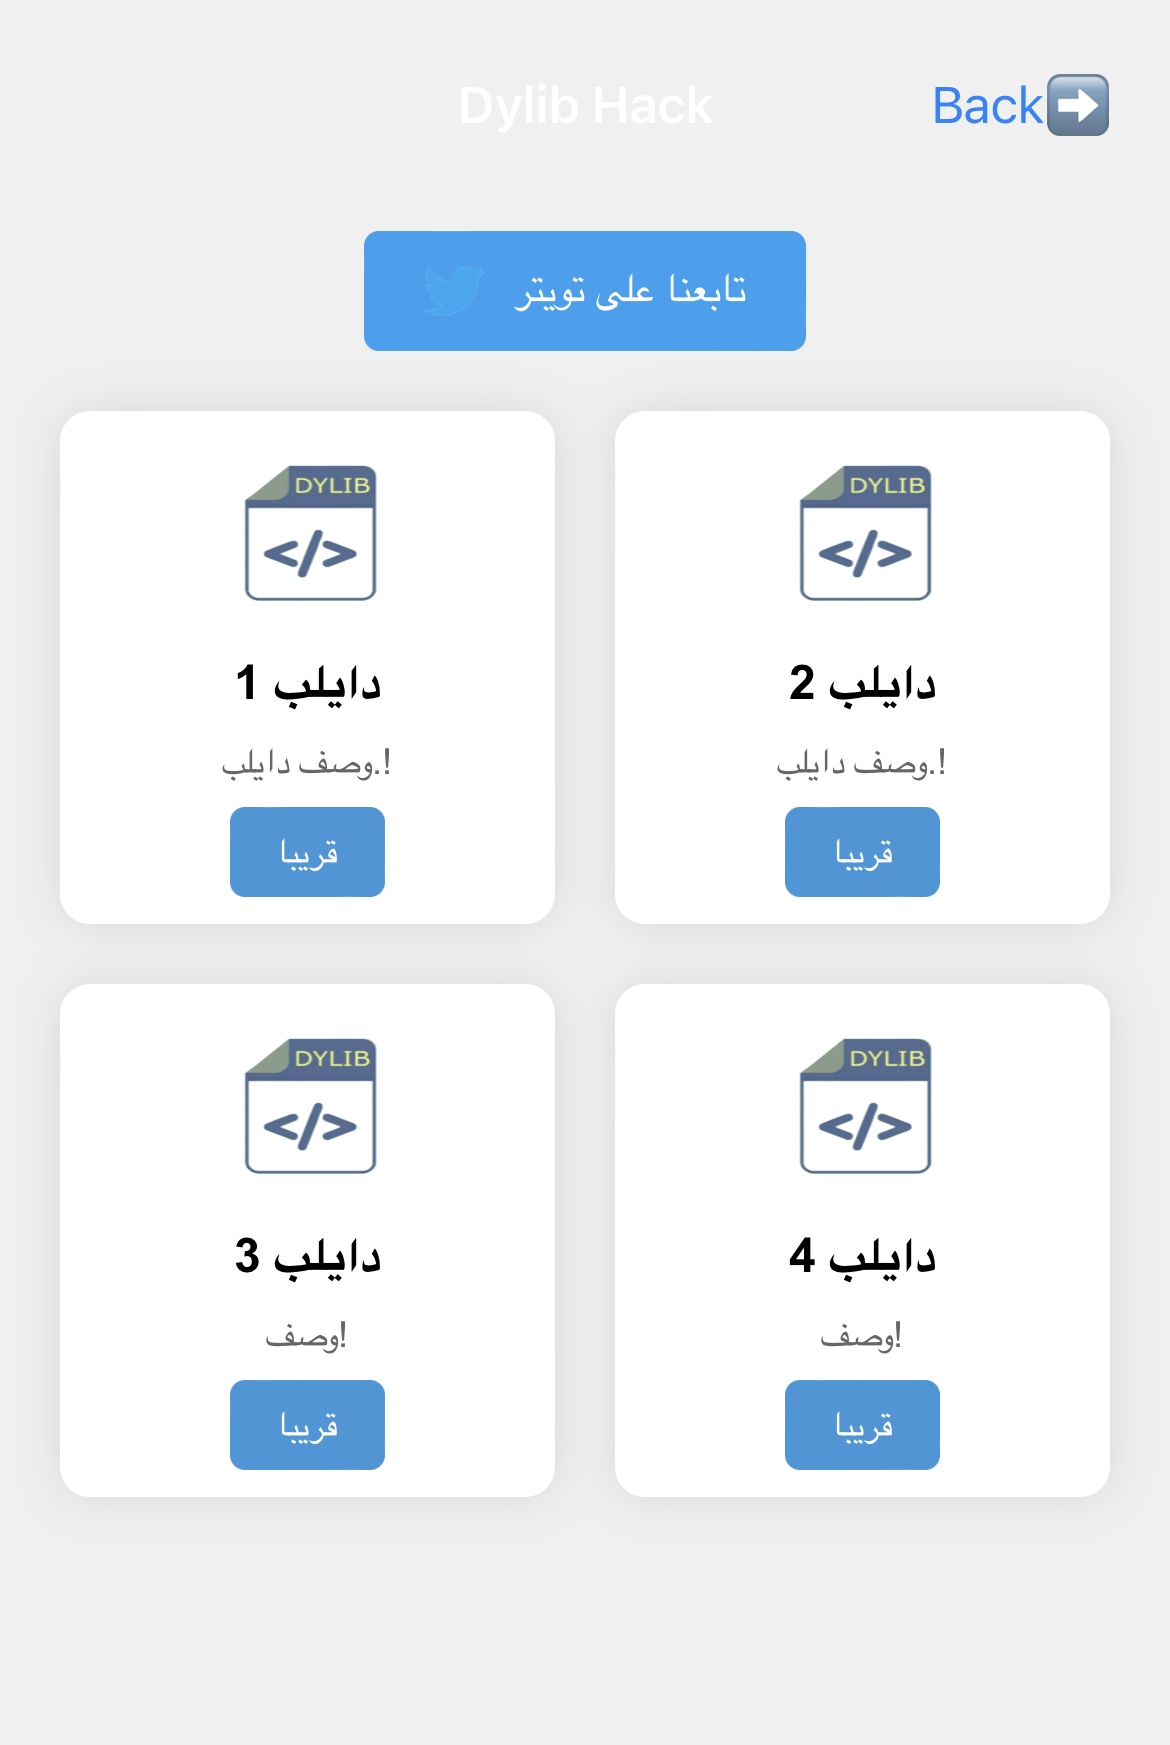 Dylib Hack
Back➡️
تابعنا على تويتر
DYLIB
</>
دايلب 1
وصف دايلب.!
قريبا
DYLIB
</>
دايلب 2
وصف دايلب.!
قريبا
DYLIB
</>
دايلب 3
وصف!
قريبا
DYLIB
</>
دايلب 4
وصف!
قريبا